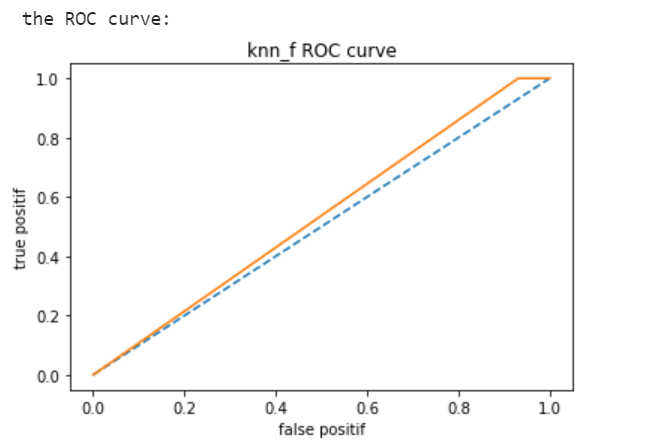 the ROC curve:
knn_f ROC curve
1.0
0.8
0.6
0.4
0.2
0.0
true positif
0.0 0.2 0.4 0.6 0.8 1.0
false positif